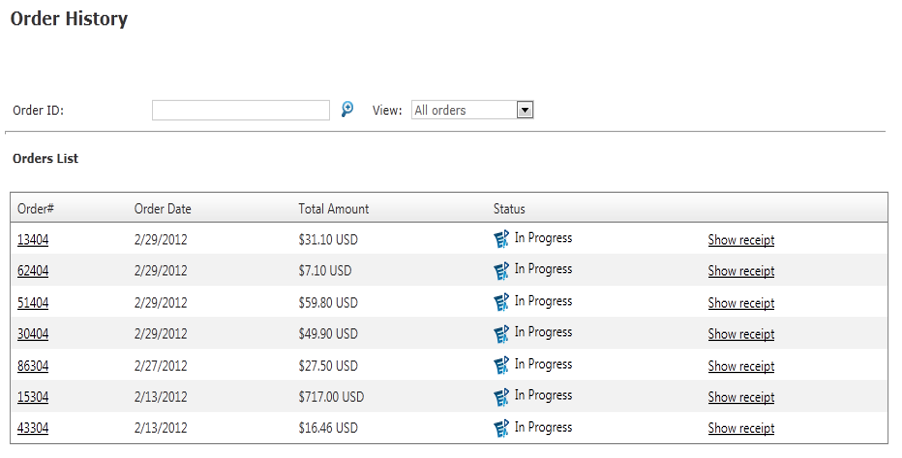 Order History
Order ID: View: All orders
Orders List
Order# Order Date Total Amount Status
13404 2/29/2012 $31.10 USD In Progress Show receipt
62404 2/29/2012 $7.10 USD In Progress Show receipt
51404 2/29/2012 $59.80 USD In Progress Show receipt
30404 2/29/2012 $49.90 USD In Progress Show receipt
86304 2/27/2012 $27.50 USD In Progress Show receipt
15304 2/13/2012 $717.00 USD In Progress Show receipt
43304 2/13/2012 $16.46 USD In Progress Show receipt